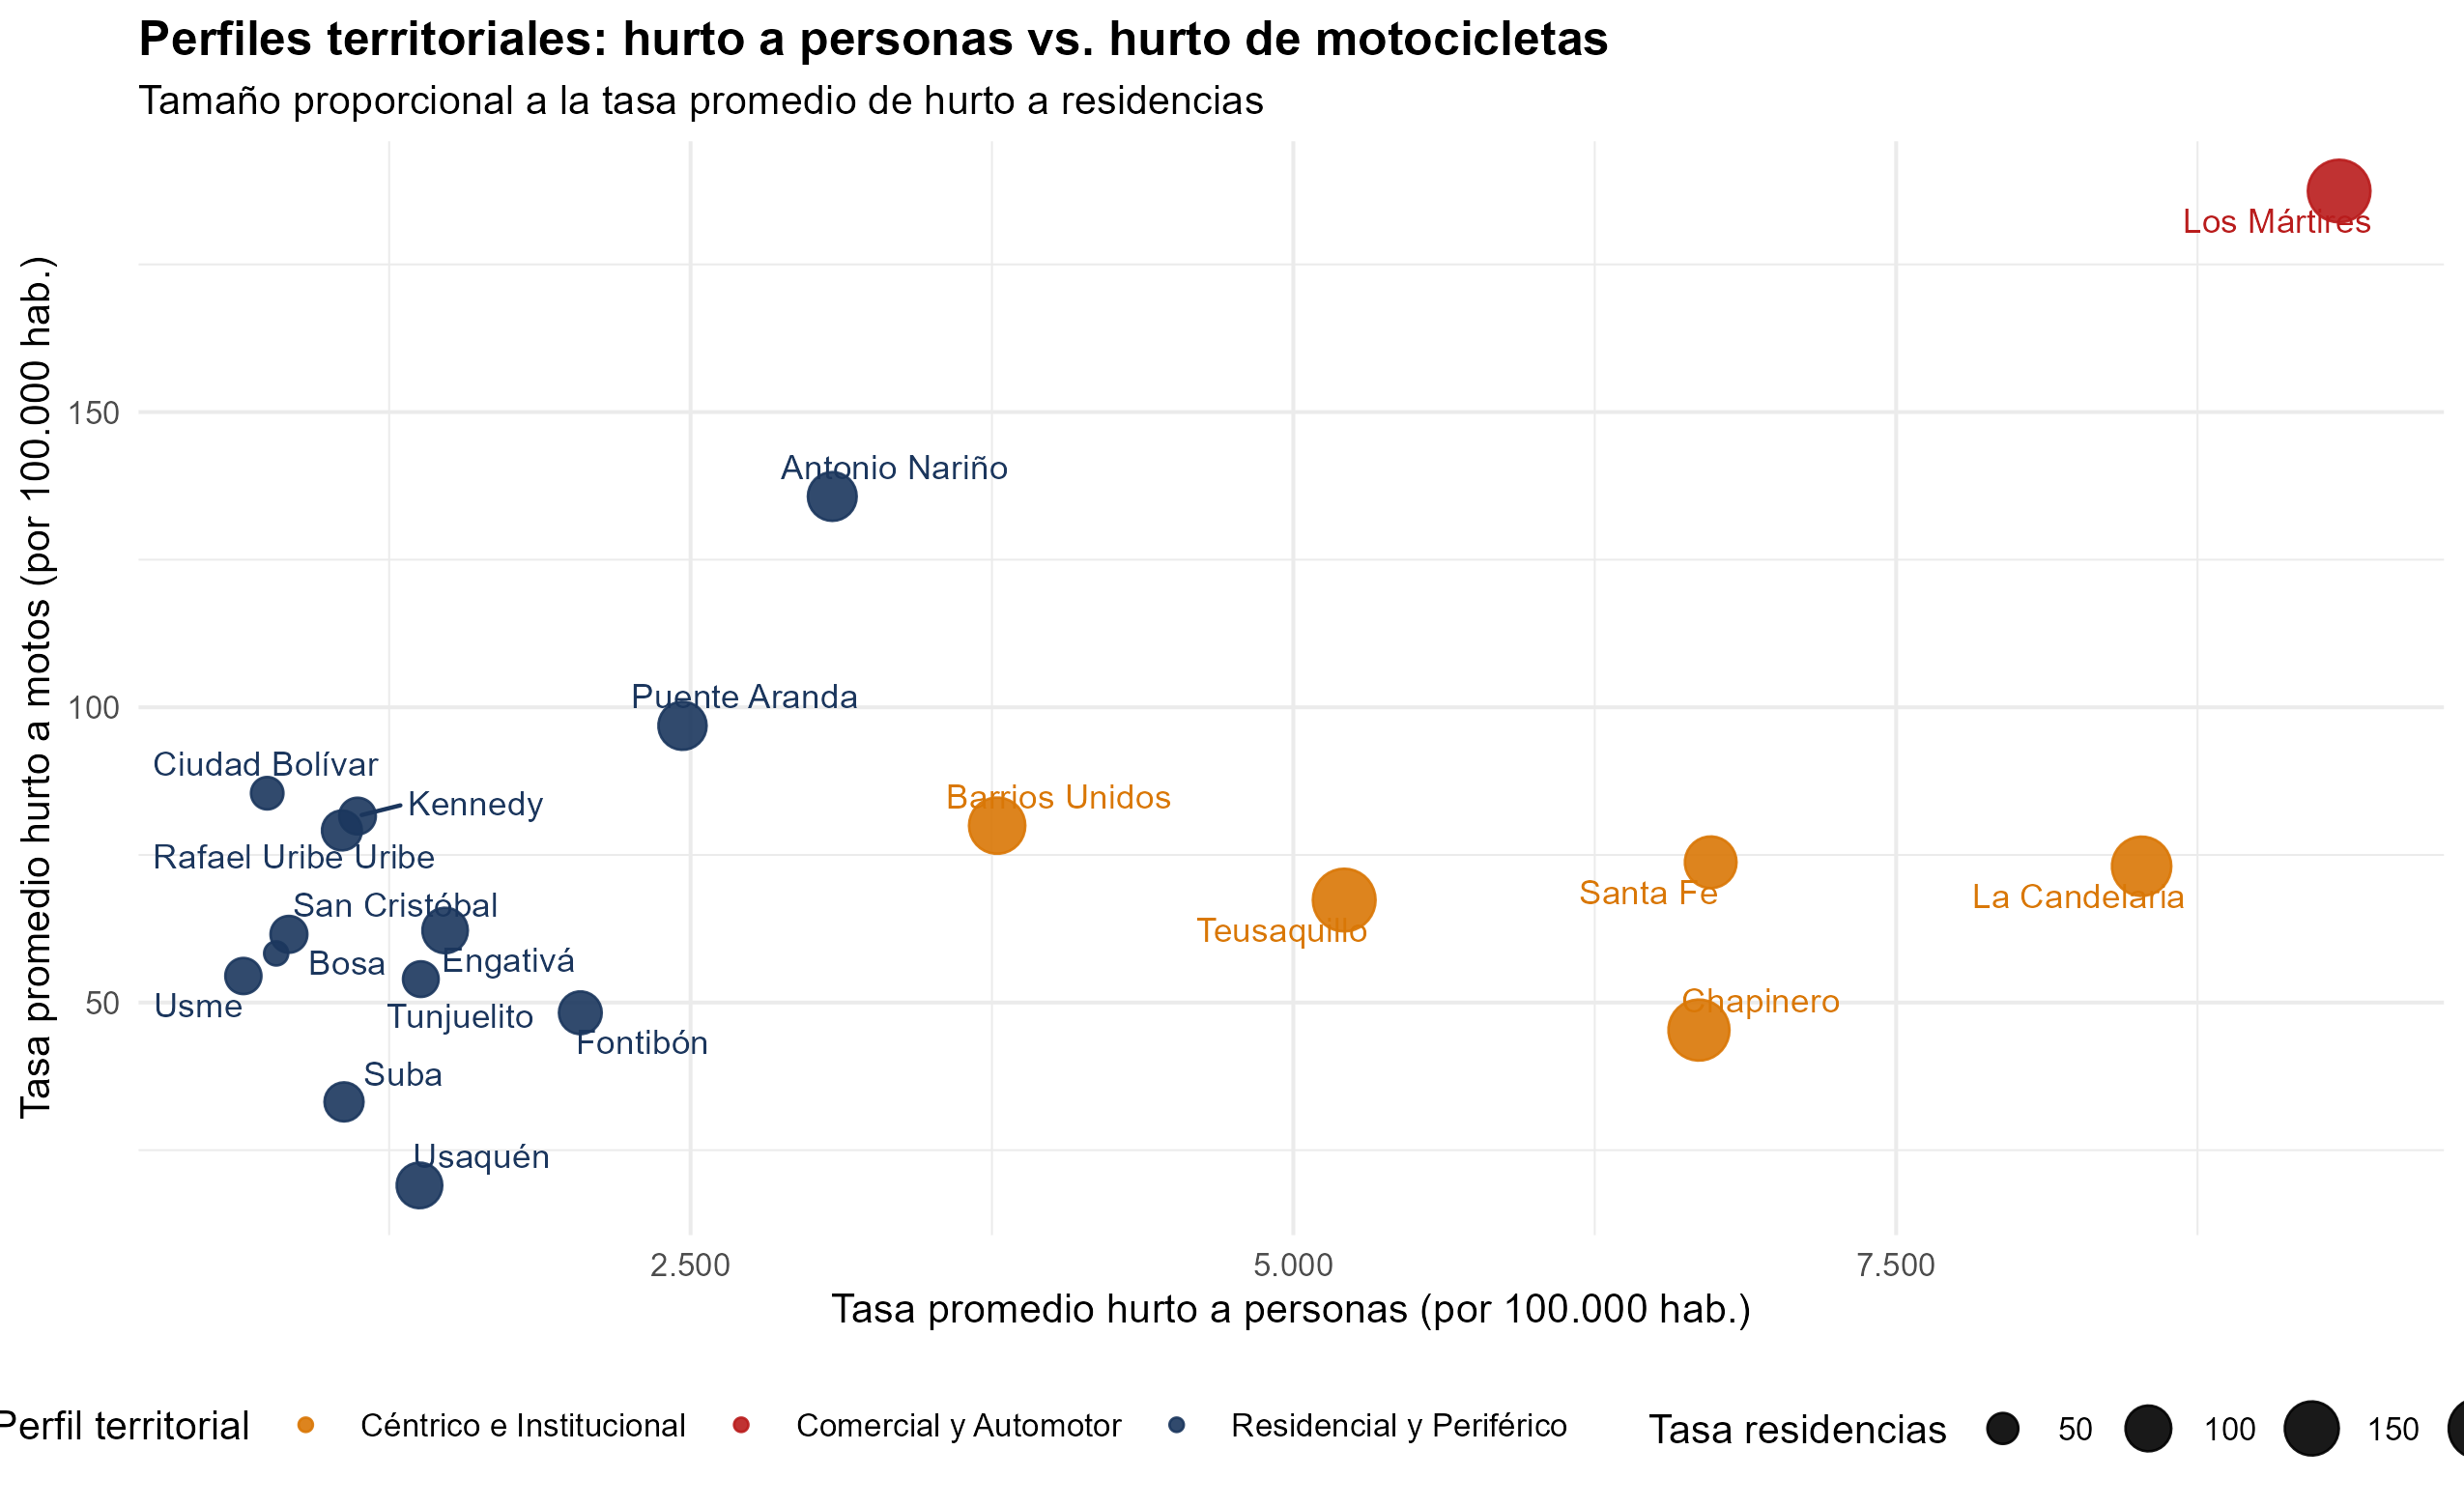 Perfiles territoriales: hurto a personas vs. hurto de motocicletas
Tamaño proporcional a la tasa promedio de hurto a residencias
Tasa promedio hurto a motos (por 100.000 hab.)
150
100
50
Los Mártires
Antonio Nariño
Puente Aranda
Ciudad Bolívar
Kennedy
Barrios Unidos
Rafael Uribe Uribe
Santa Fe
La Candelaria
San Cristóbal
Teusaquillo
Engativá
Bosa
Chapinero
Usme
Tunjuelito
Fontibón
Suba
Usaquén
2.500
5.000
7.500
Tasa promedio hurto a personas (por 100.000 hab.)
Perfil territorial
Céntrico e Institucional
Comercial y Automotor
Residencial y Periférico
Tasa residencias
50
100
150